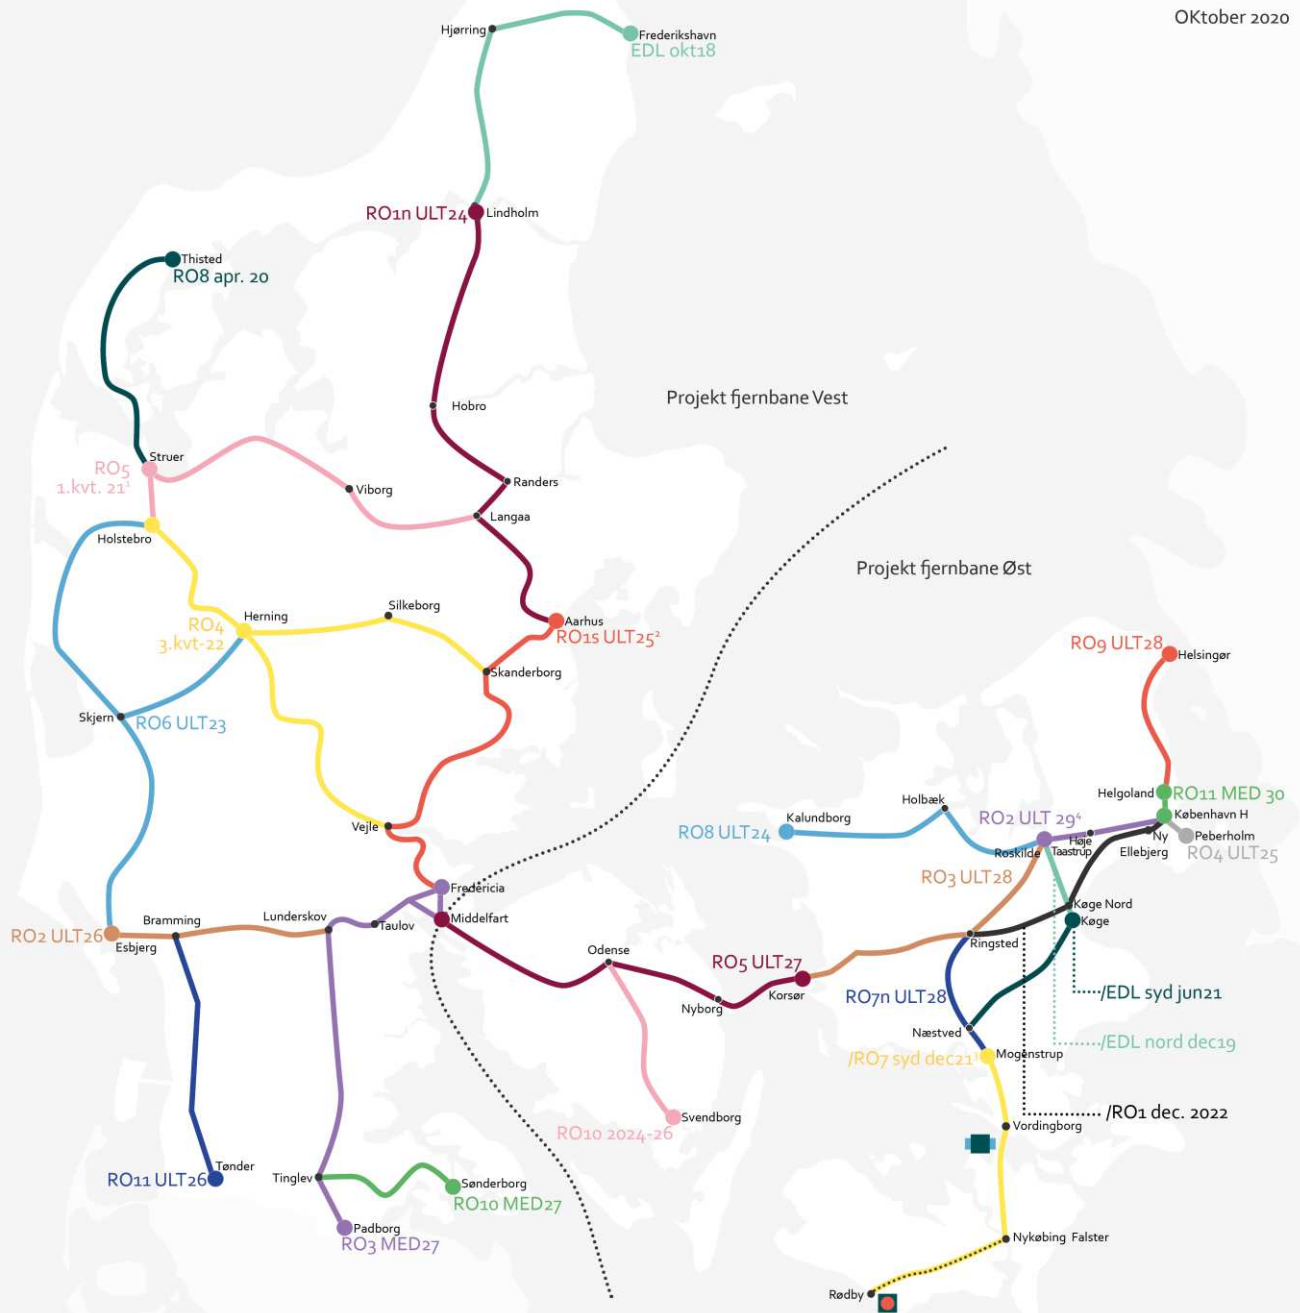 OKtober 2020
Hjørring
Frederikshavn
EDL okt18
RO1n ULT24
Lindholm
Thisted
RO8 apr. 20
Hobro
Projekt fjernbane Vest
Struer
RO5
1.kvt. 21¹
Viborg
Randers
Langaa
Holstebro
Projekt fjernbane Øst
Silkeborg
Herning
RO4
3.kvt-22
Aarhus
RO1s ULT25²
RO9 ULT28
Helsingør
Skanderborg
Skjern
RO6 ULT23
Helgoland
RO11 MED 30
Holbæk
København H
Kalundborg
RO8 ULT24
RO2 ULT 29⁴
Vejle
Høje
Taastrup
Ny
Ellebjerg
Peberholm
RO4 ULT25
Roskilde
RO3 ULT28
Fredericia
Køge Nord
Køge
Middelfart
Lunderskov
Taulov
Bramming
RO2 ULT26
Esbjerg
Ringsted
Odense
RO5 ULT27
Korsør
Nyborg
RO7n ULT28
/EDL syd jun21
Næstved
/EDL nord dec19
/RO7 syd dec21³
Mogenstrup
/RO1 dec. 2022
Svendborg
RO10 2024-26
Vordingborg
Tønder
RO11 ULT26
Tinglev
Sønderborg
RO10 MED27
Padborg
RO3 MED27
Nykøbing Falster
Rødby